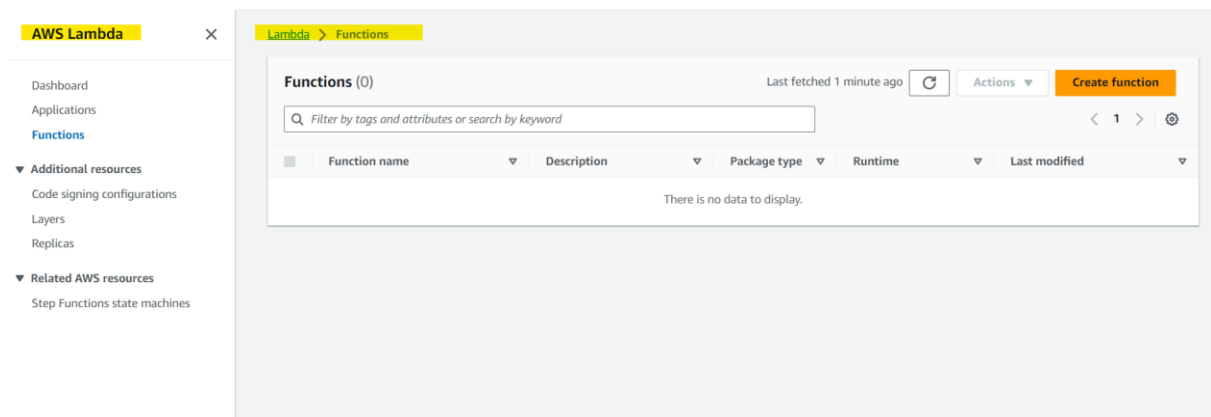 AWS Lambda
Dashboard
Applications
Functions
Additional resources
Code signing configurations
Layers
Replicas
Related AWS resources
Step Functions state machines
Lambda > Functions
Functions (0)
Last fetched 1 minute ago
Actions
Create function
Filter by tags and attributes or search by keyword
< 1 >
Function name Description Package type Runtime Last modified
There is no data to display.